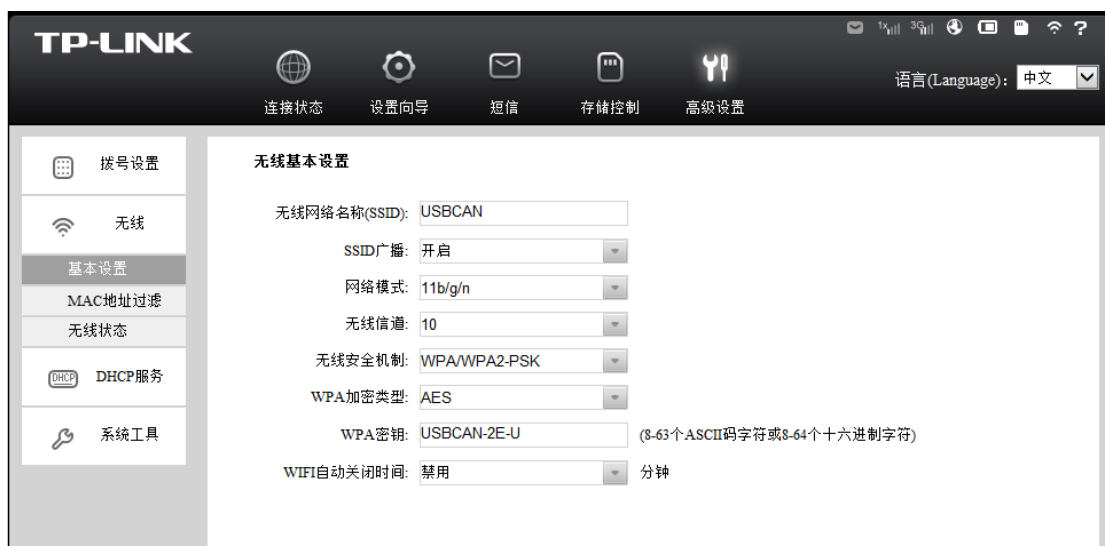 TP-LINK
1x 3G ?
语言(Language): 中文
连接状态 设置向导 短信 存储控制 高级设置
拨号设置
无线
基本设置
MAC地址过滤
无线状态
DHCP DHCP服务
系统工具
无线基本设置
无线网络名称(SSID): USBCAN
SSID广播: 开启
网络模式: 11b/g/n
无线信道: 10
无线安全机制: WPA/WPA2-PSK
WPA加密类型: AES
WPA密钥: USBCAN-2E-U (8-63个ASCII码字符或8-64个十六进制字符)
WIFI自动关闭时间: 禁用 分钟